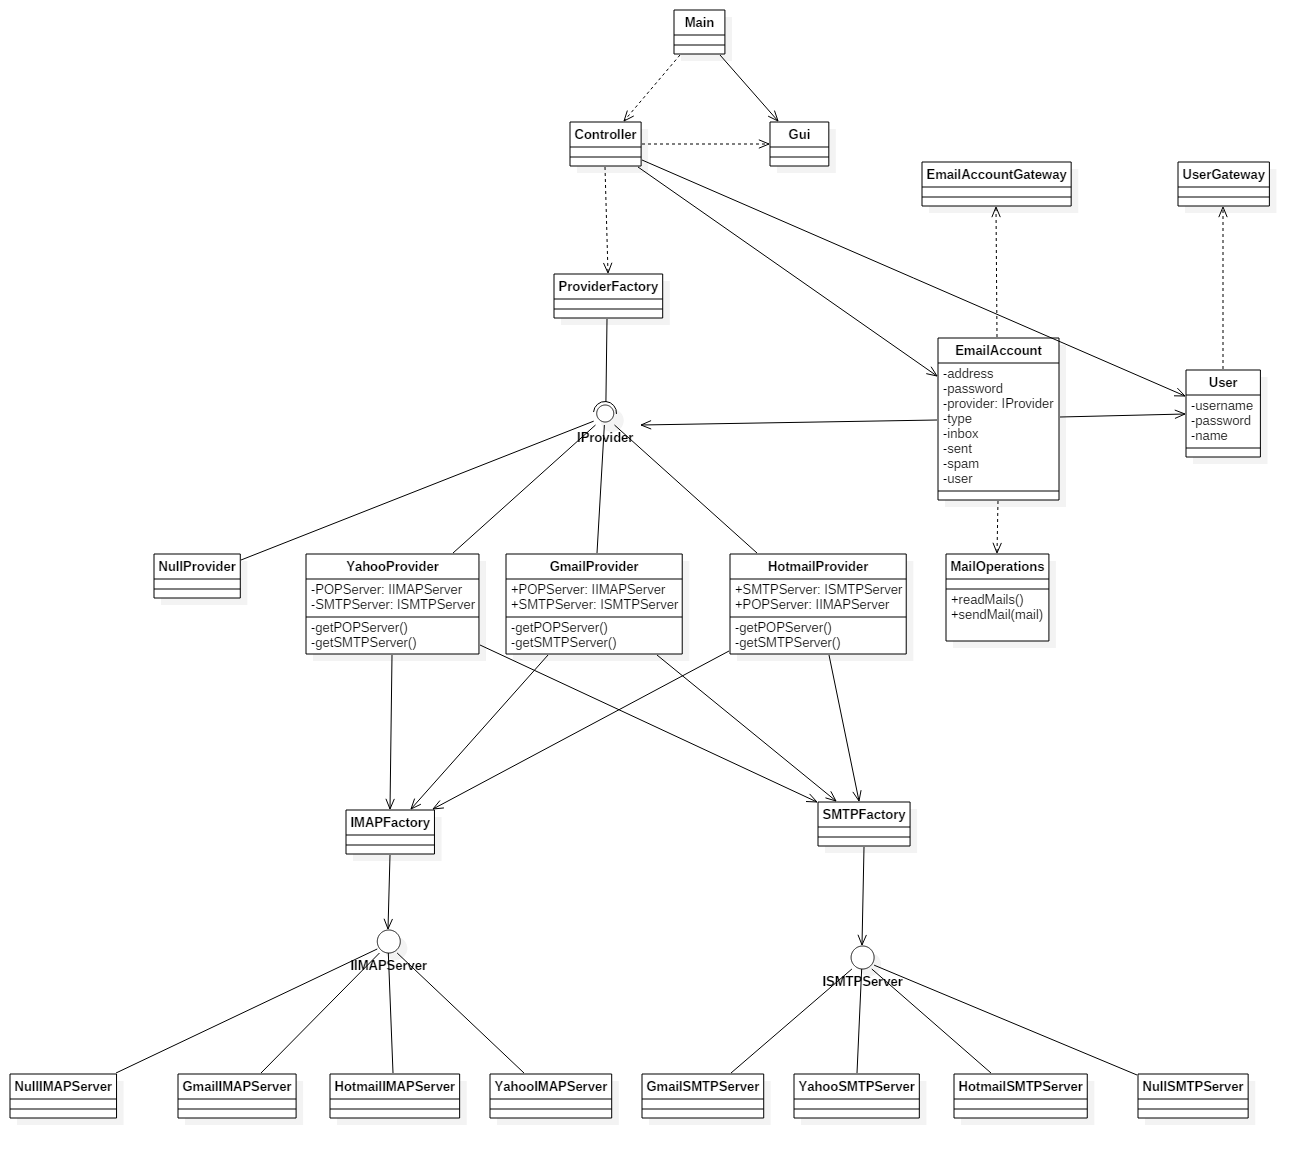 Main
Controller
Gui
EmailAccountGateway
UserGateway
ProviderFactory
EmailAccount
-address
-password
-provider: IProvider
-type
-inbox
-sent
-spam
-user
User
-username
-password
-name
IProvider
NullProvider
YahooProvider
-POPServer: IIMAPServer
-SMTPServer: ISMTPServer
-getPOPServer()
-getSMTPServer()
GmailProvider
+POPServer: IIMAPServer
+SMTPServer: ISMTPServer
-getPOPServer()
-getSMTPServer()
HotmailProvider
+SMTPServer: ISMTPServer
+POPServer: IIMAPServer
-getPOPServer()
-getSMTPServer()
MailOperations
+readMails()
+sendMail(mail)
IMAPFactory
SMTPFactory
IIMAPServer
ISMTPServer
NullIMAPServer
GmailIMAPServer
HotmailIMAPServer
YahooIMAPServer
GmailSMTPServer
YahooSMTPServer
HotmailSMTPServer
NullSMTPServer